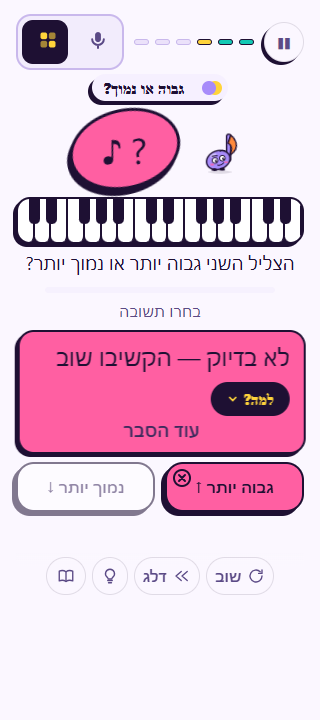 גבוה או נמוך?
♪ ?
הצליל השני גבוה יותר או נמוך יותר?
בחרו תשובה
לא בדיוק — הקשיבו שוב
למה?
עוד הסבר
גבוה יותר ↑
נמוך יותר ↓
שוב
דלג